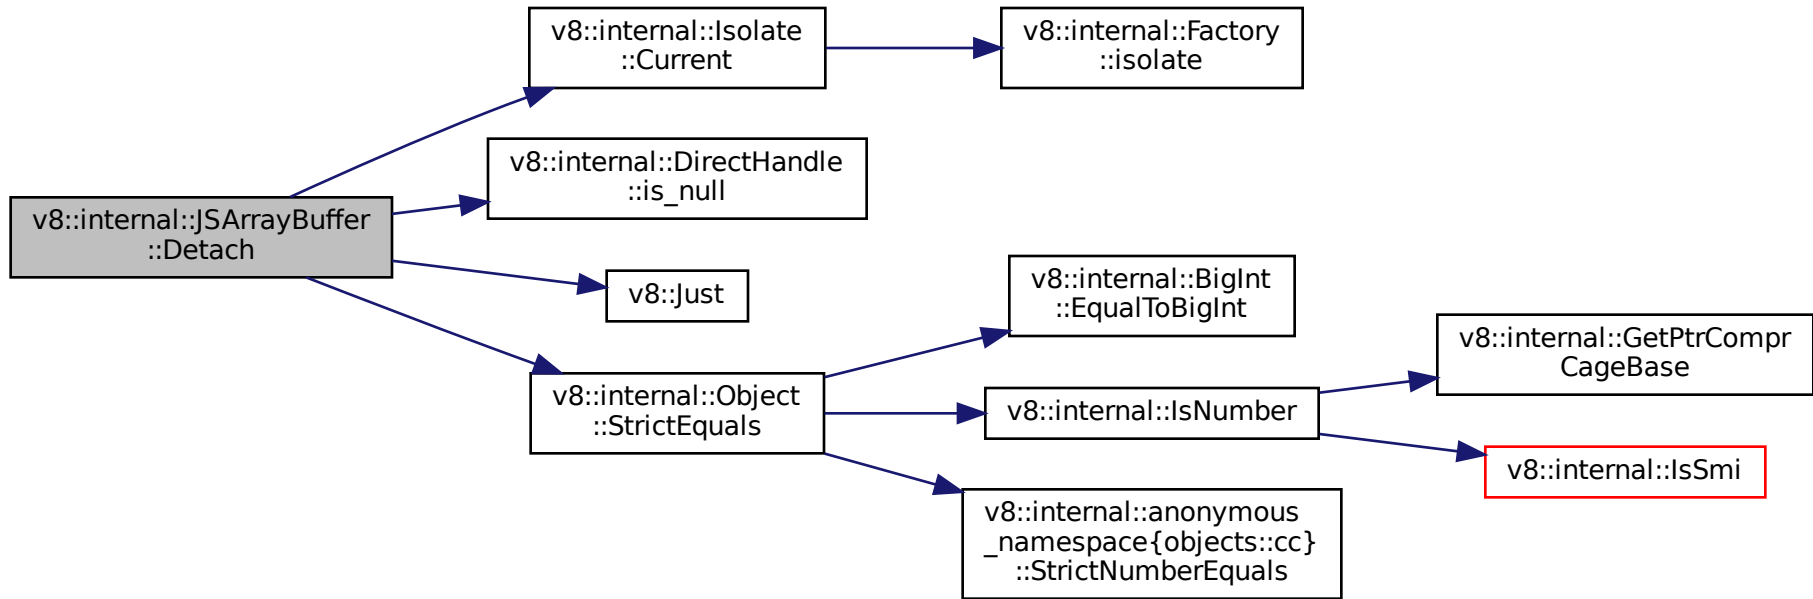 v8::internal::JSArrayBuffer
::Detach
v8::internal::Isolate
::Current
v8::internal::Factory
::isolate
v8::internal::DirectHandle
::is_null
v8::Just
v8::internal::Object
::StrictEquals
v8::internal::BigInt
::EqualToBigInt
v8::internal::IsNumber
v8::internal::GetPtrCompr
CageBase
v8::internal::IsSmi
v8::internal::anonymous
_namespace{objects::cc}
::StrictNumberEquals